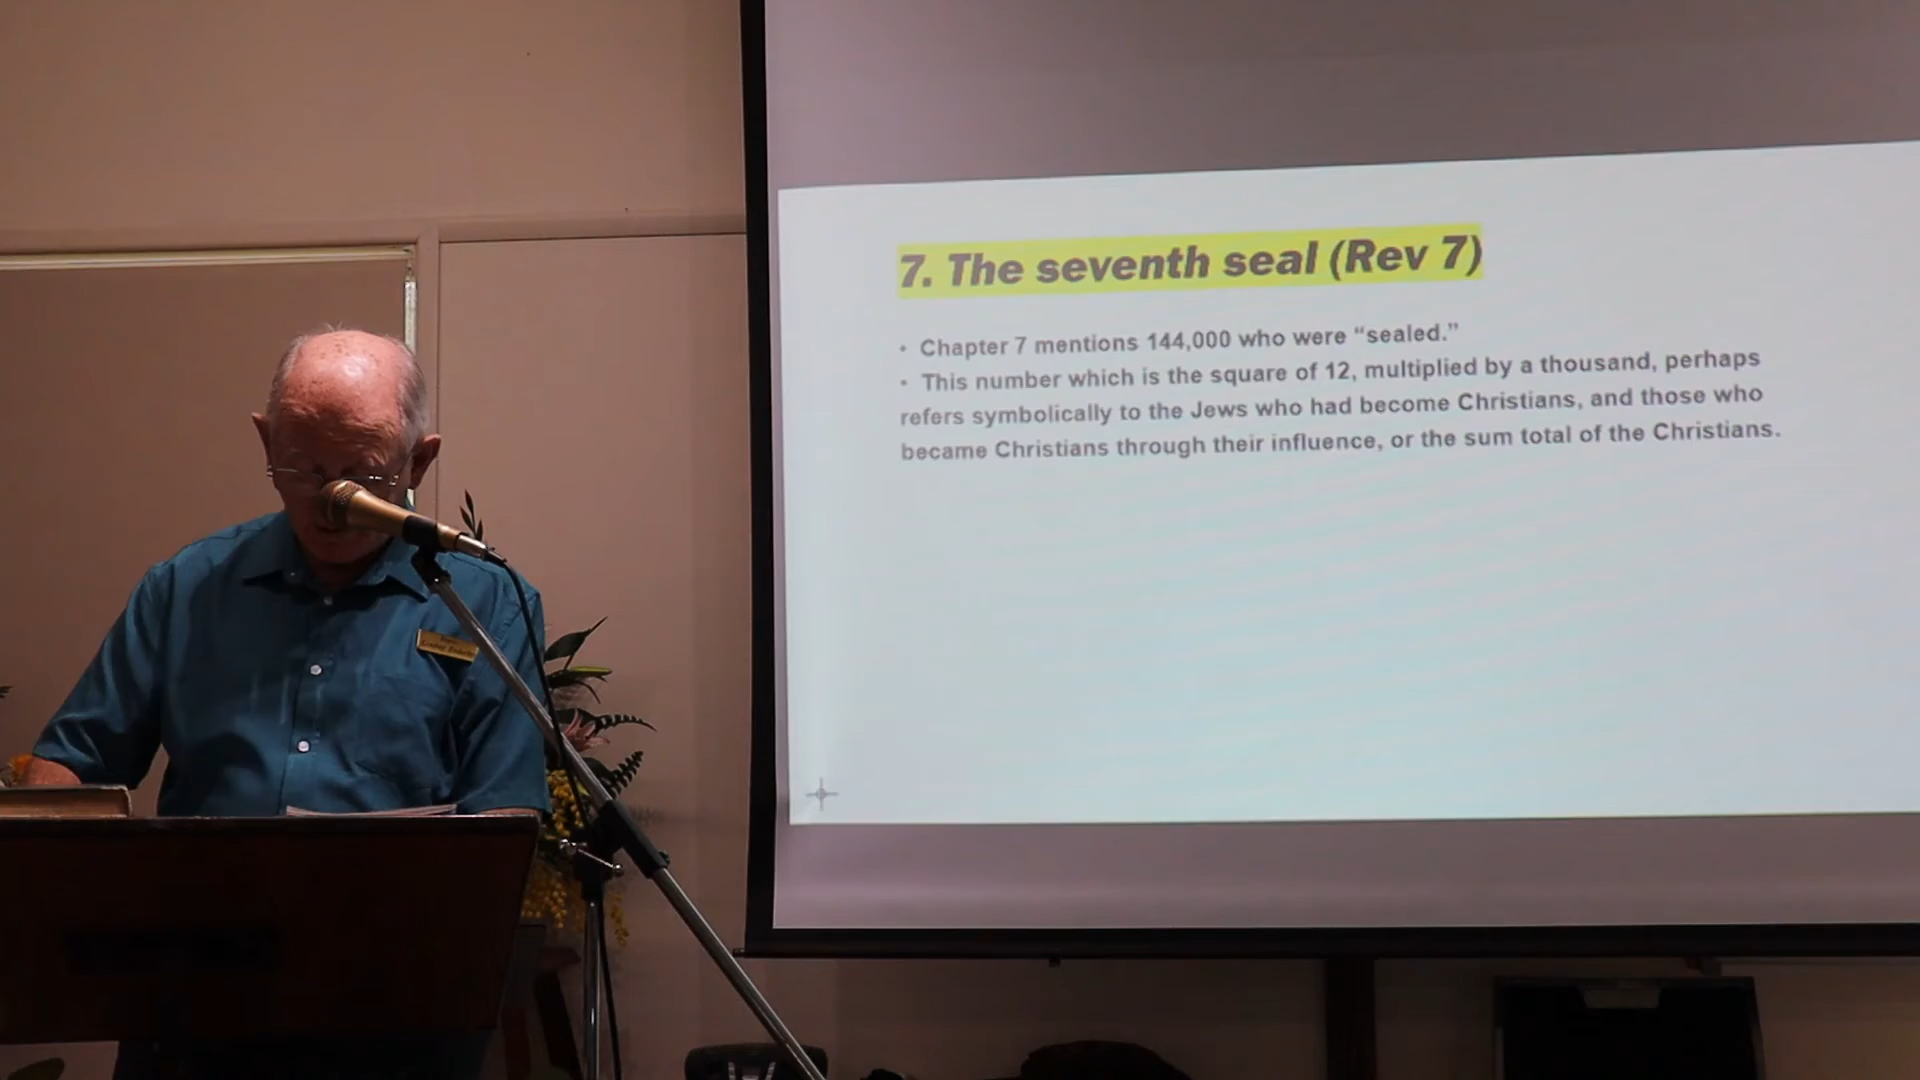 7. The seventh seal (Rev 7)
• Chapter 7 mentions 144,000 who were “sealed.”
• This number which is the square of 12, multiplied by a thousand, perhaps
refers symbolically to the Jews who had become Christians, and those who
became Christians through their influence, or the sum total of the Christians.